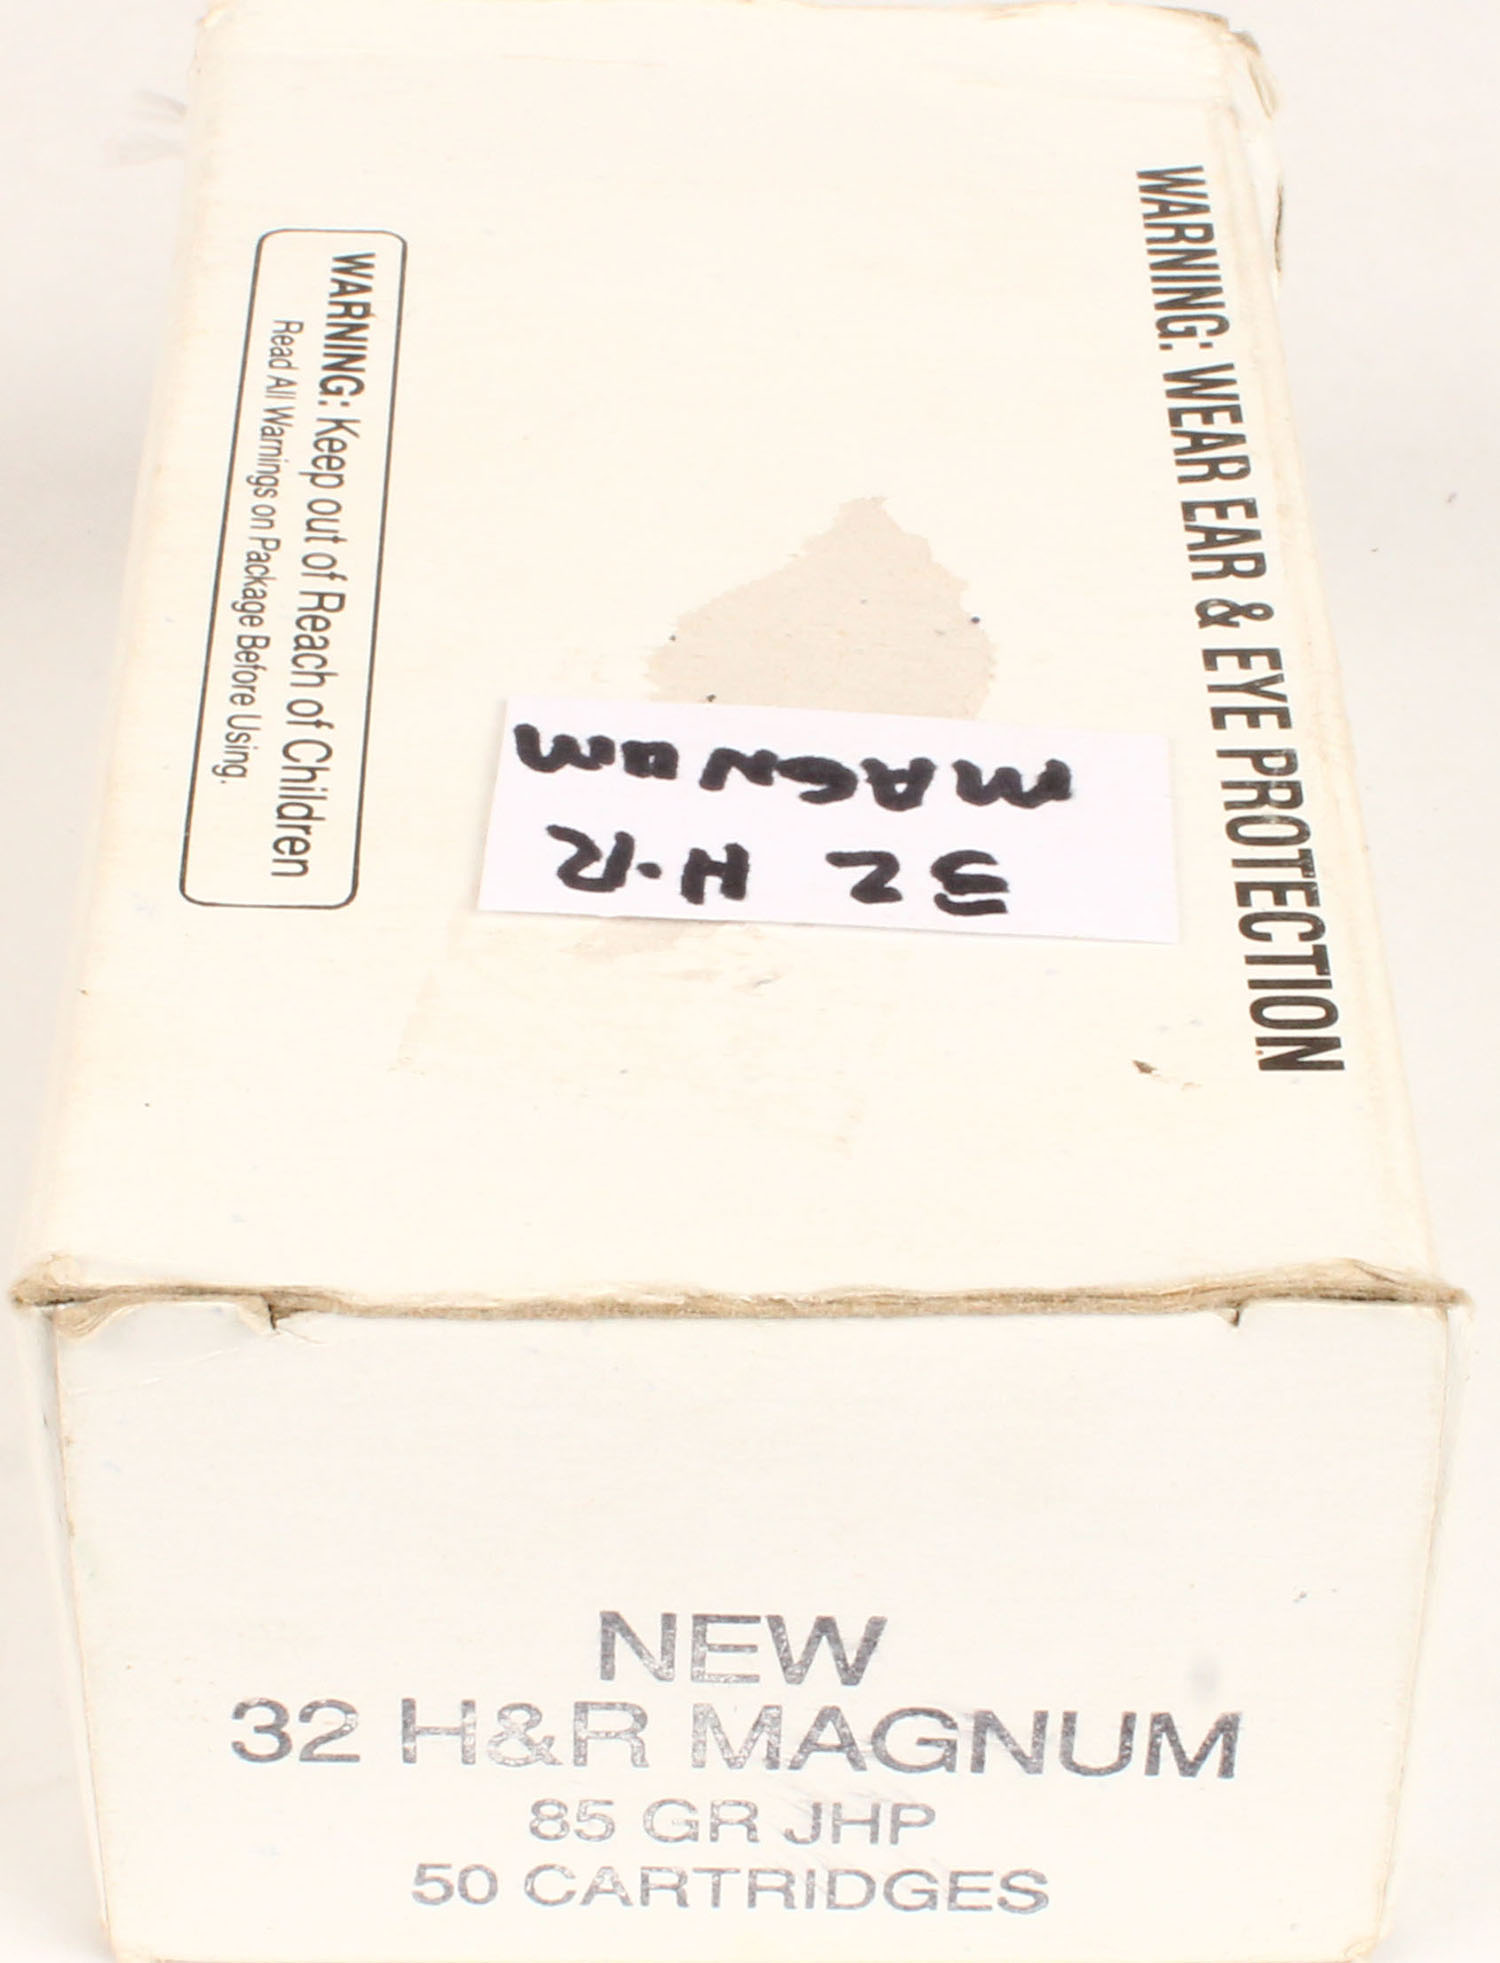 WARNING: WEAR EAR & EYE PROTECTION
WARNING: Keep out of Reach of Children
Read All Warnings on Package Before Using.
32 H.R
MAGNUM
NEW
32 H&R MAGNUM
85 GR JHP
50 CARTRIDGES